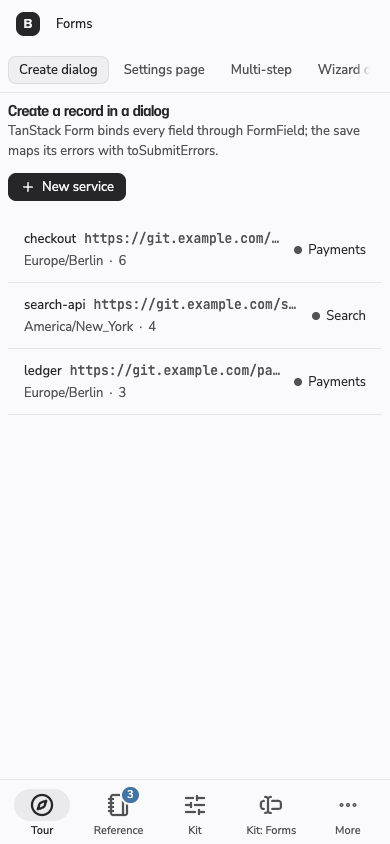 B Forms
Create dialog Settings page Multi-step Wizard
Create a record in a dialog
TanStack Form binds every field through FormField; the save
maps its errors with toSubmitErrors.
+ New service
checkout https://git.example.com/…
Payments
Europe/Berlin · 6
search-api https://git.example.com/s…
Search
America/New_York · 4
ledger https://git.example.com/pa…
Payments
Europe/Berlin · 3
3
Tour Reference Kit Kit: Forms More